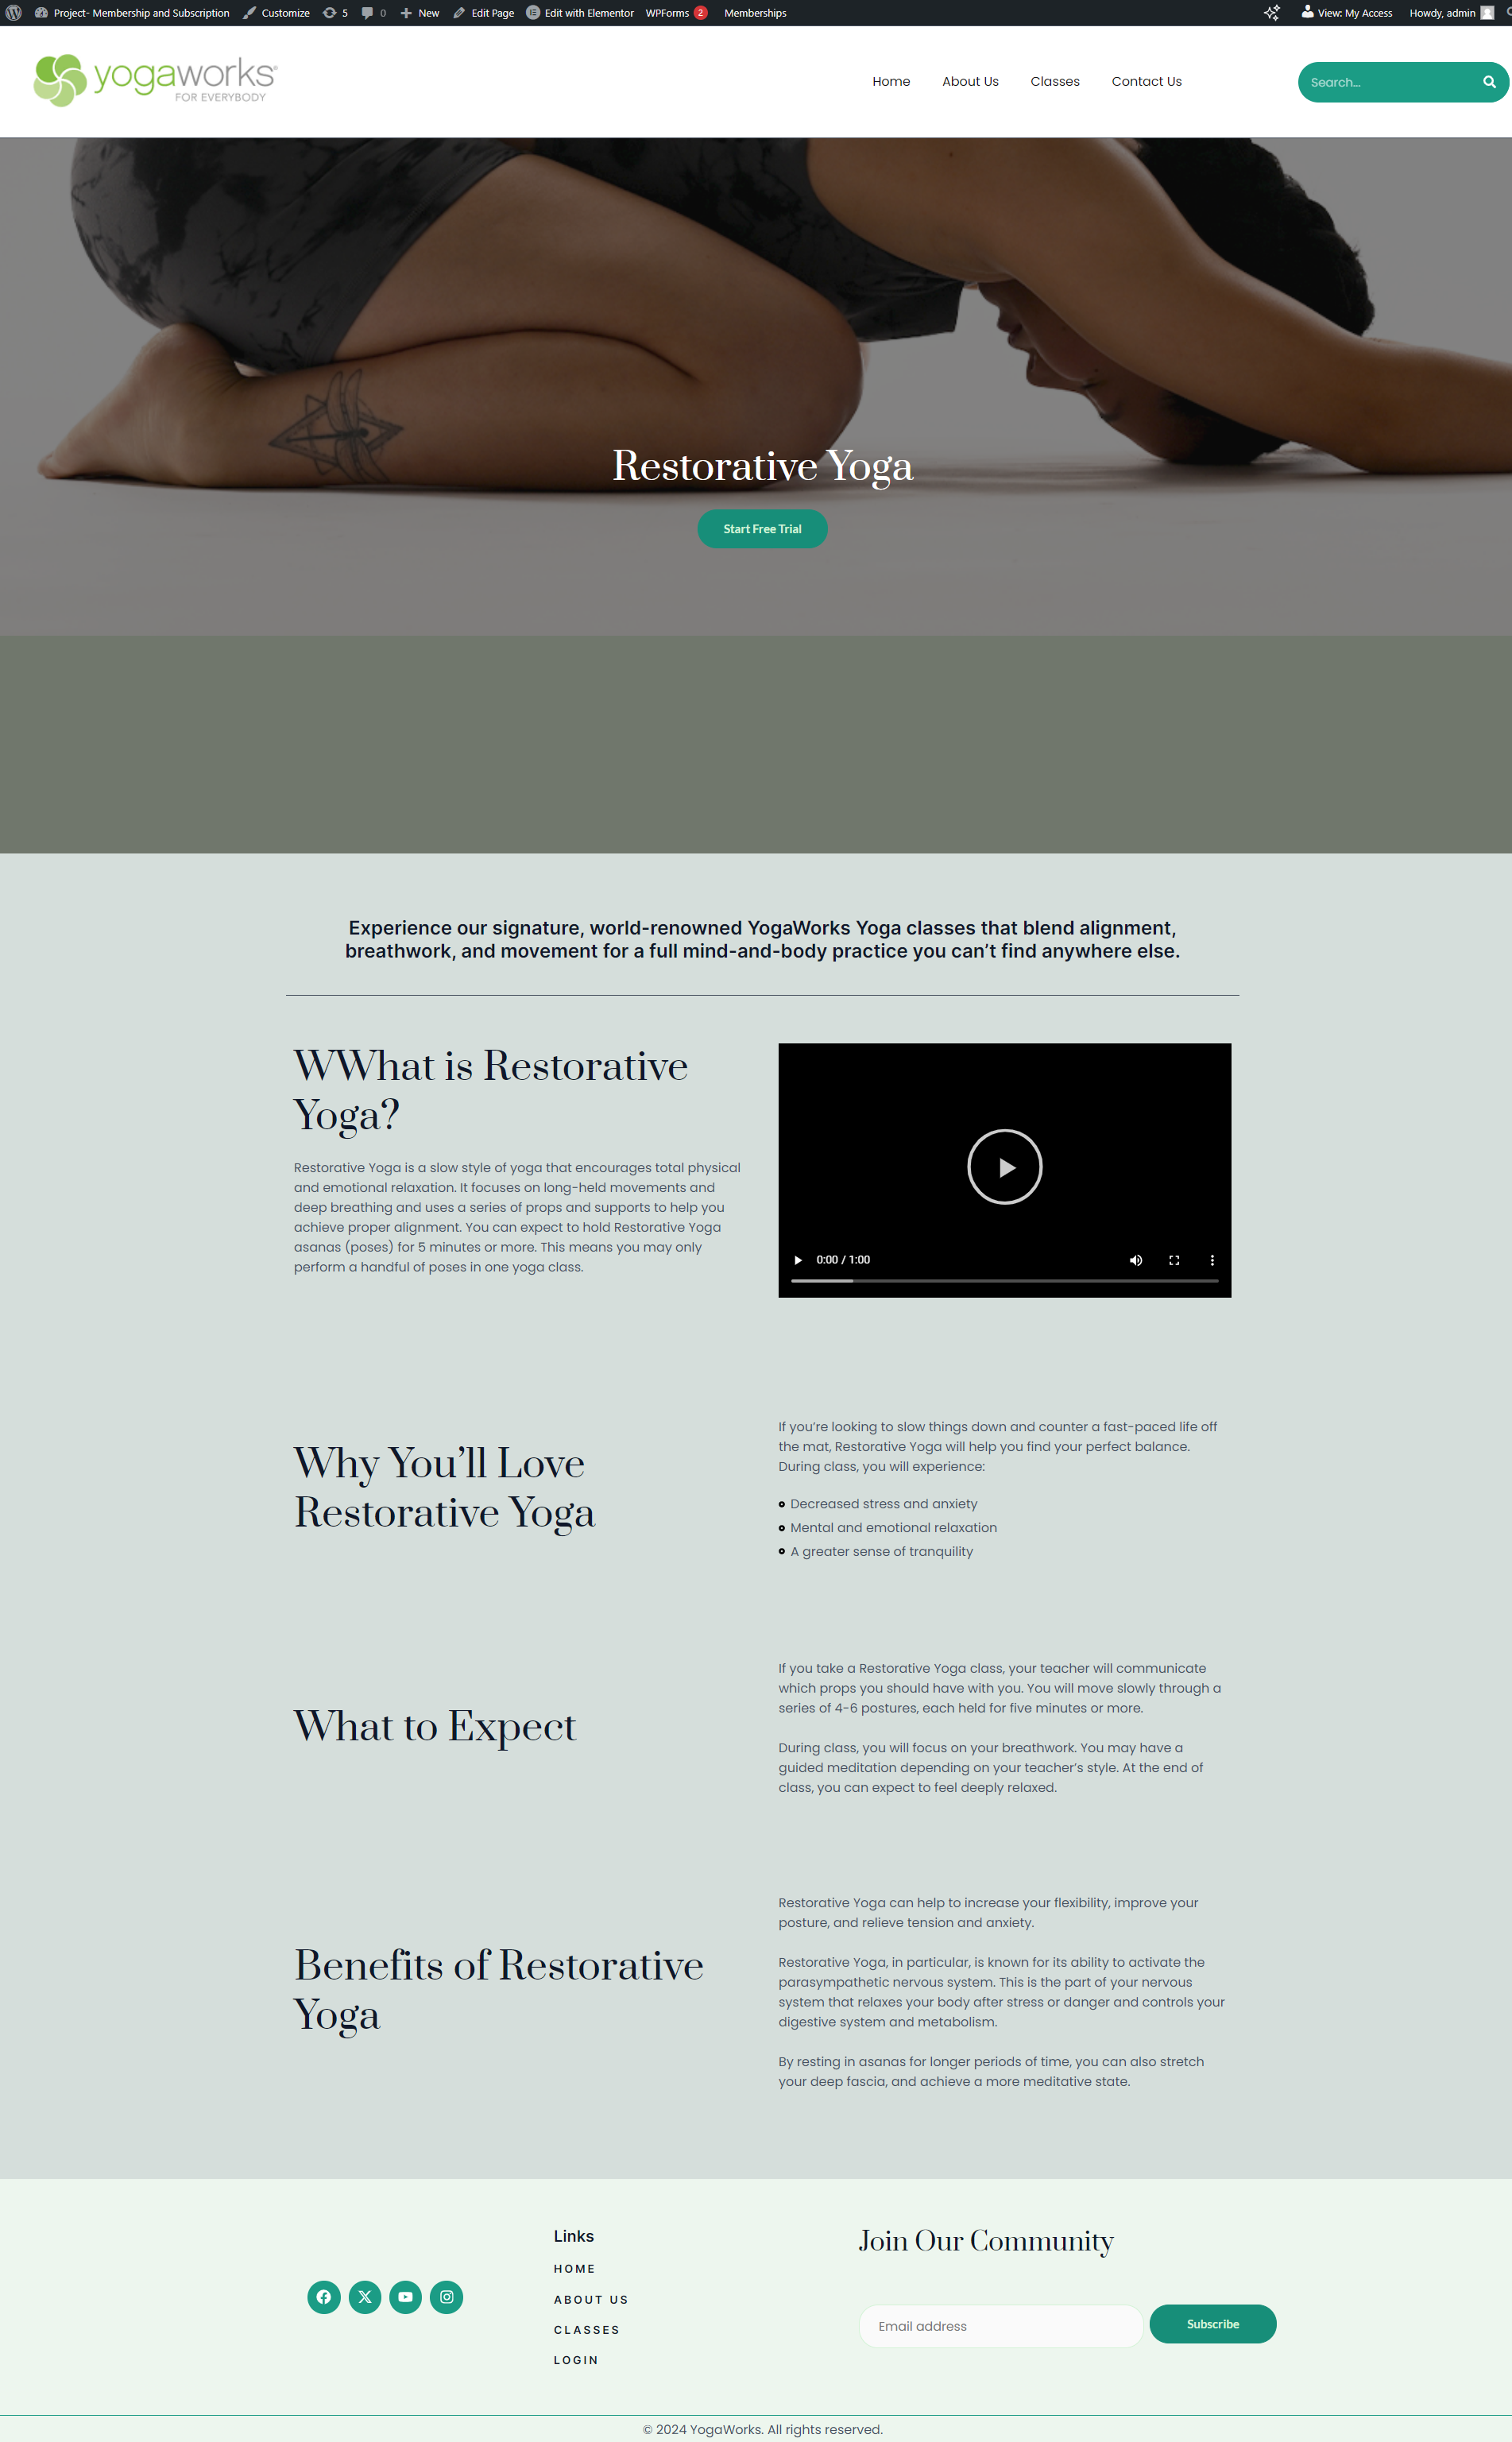 Project- Membership and Subscription Customize 5 0 New Edit Page Edit with Elementor WPForms 2 Memberships View: My Access Howdy, admin
yogaworks®
FOR EVERYBODY
Home About Us Classes Contact Us Search...
Restorative Yoga
Start Free Trial
Experience our signature, world-renowned YogaWorks Yoga classes that blend alignment,
breathwork, and movement for a full mind-and-body practice you can’t find anywhere else.
WWhat is Restorative
Yoga?
Restorative Yoga is a slow style of yoga that encourages total physical
and emotional relaxation. It focuses on long-held movements and
deep breathing and uses a series of props and supports to help you
achieve proper alignment. You can expect to hold Restorative Yoga
asanas (poses) for 5 minutes or more. This means you may only
perform a handful of poses in one yoga class.
0:00 / 1:00
Why You’ll Love
Restorative Yoga
If you’re looking to slow things down and counter a fast-paced life off
the mat, Restorative Yoga will help you find your perfect balance.
During class, you will experience:
Decreased stress and anxiety
Mental and emotional relaxation
A greater sense of tranquility
What to Expect
If you take a Restorative Yoga class, your teacher will communicate
which props you should have with you. You will move slowly through a
series of 4-6 postures, each held for five minutes or more.
During class, you will focus on your breathwork. You may have a
guided meditation depending on your teacher’s style. At the end of
class, you can expect to feel deeply relaxed.
Benefits of Restorative
Yoga
Restorative Yoga can help to increase your flexibility, improve your
posture, and relieve tension and anxiety.
Restorative Yoga, in particular, is known for its ability to activate the
parasympathetic nervous system. This is the part of your nervous
system that relaxes your body after stress or danger and controls your
digestive system and metabolism.
By resting in asanas for longer periods of time, you can also stretch
your deep fascia, and achieve a more meditative state.
Links
HOME
ABOUT US
CLASSES
LOGIN
Join Our Community
Email address
Subscribe
© 2024 YogaWorks. All rights reserved.